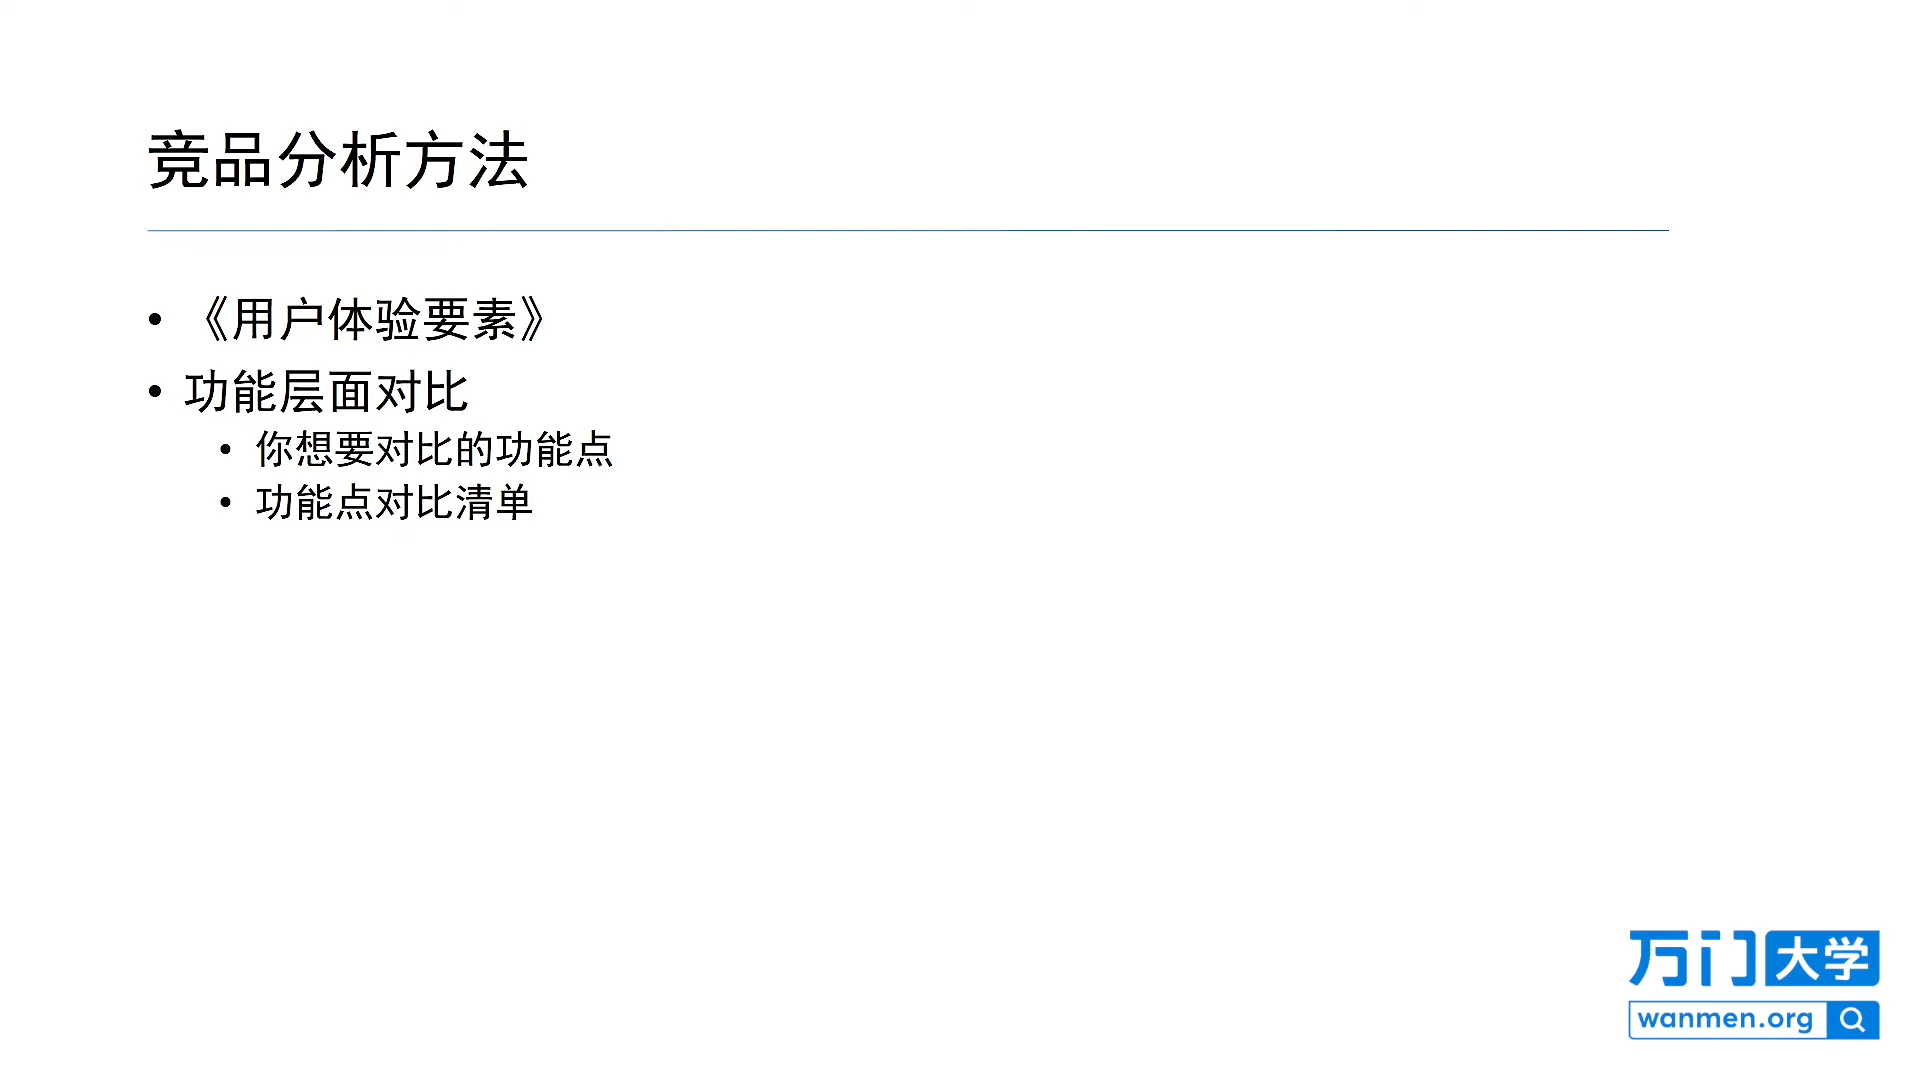 竞品分析方法
• 《用户体验要素》
• 功能层面对比
• 你想要对比的功能点
• 功能点对比清单
万门大学
wanmen.org